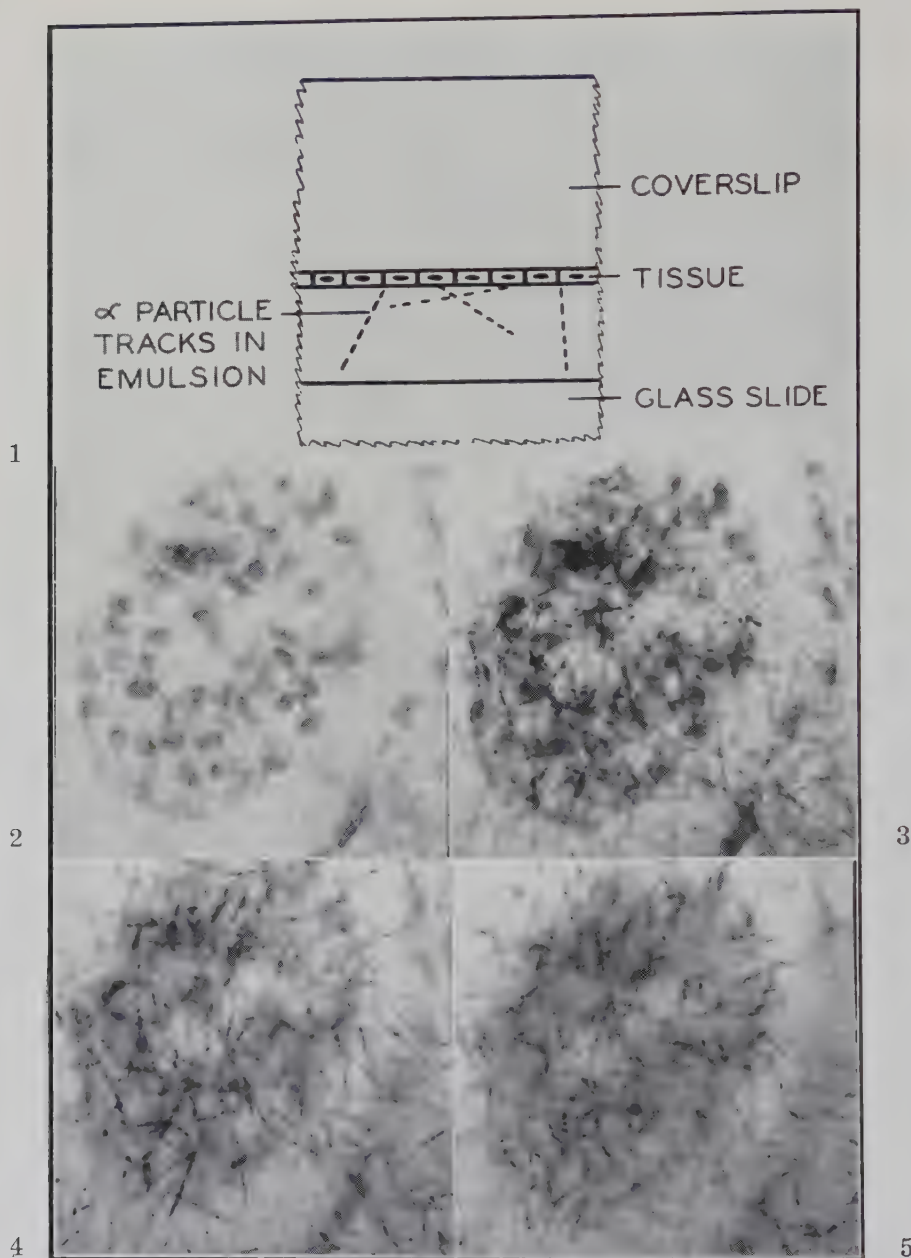 COVERSLIP
TISSUE
∝ PARTICLE
TRACKS IN
EMULSION
GLASS SLIDE
1
2
3
4
5